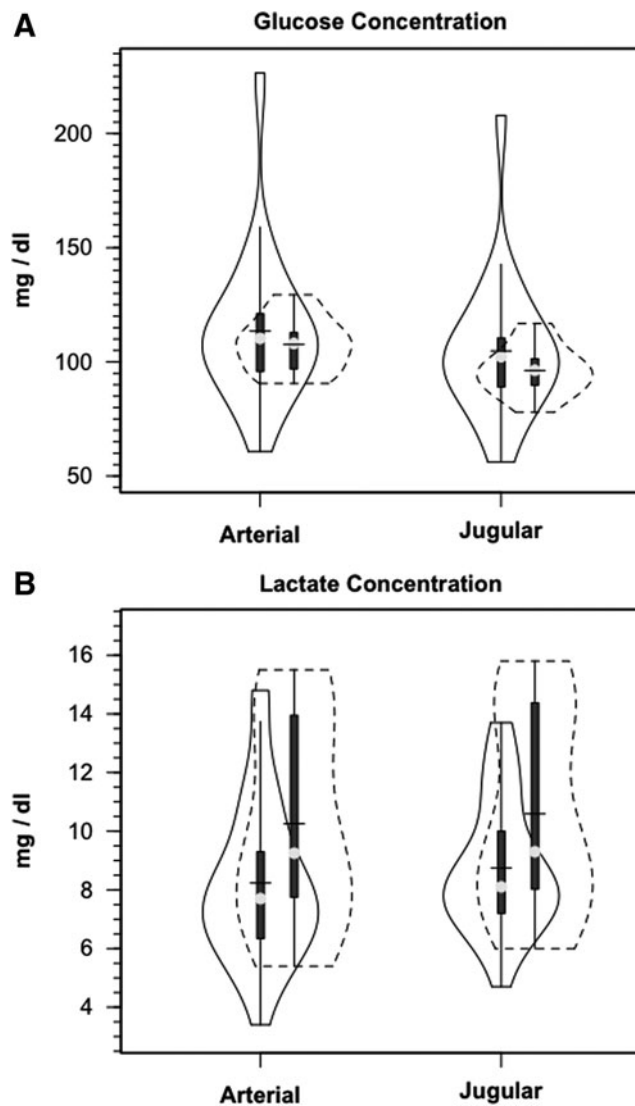 A
Glucose Concentration
200
150
100
50
mg / dl
Arterial
Jugular
B
Lactate Concentration
16
14
12
10
8
6
4
mg / dl
Arterial
Jugular